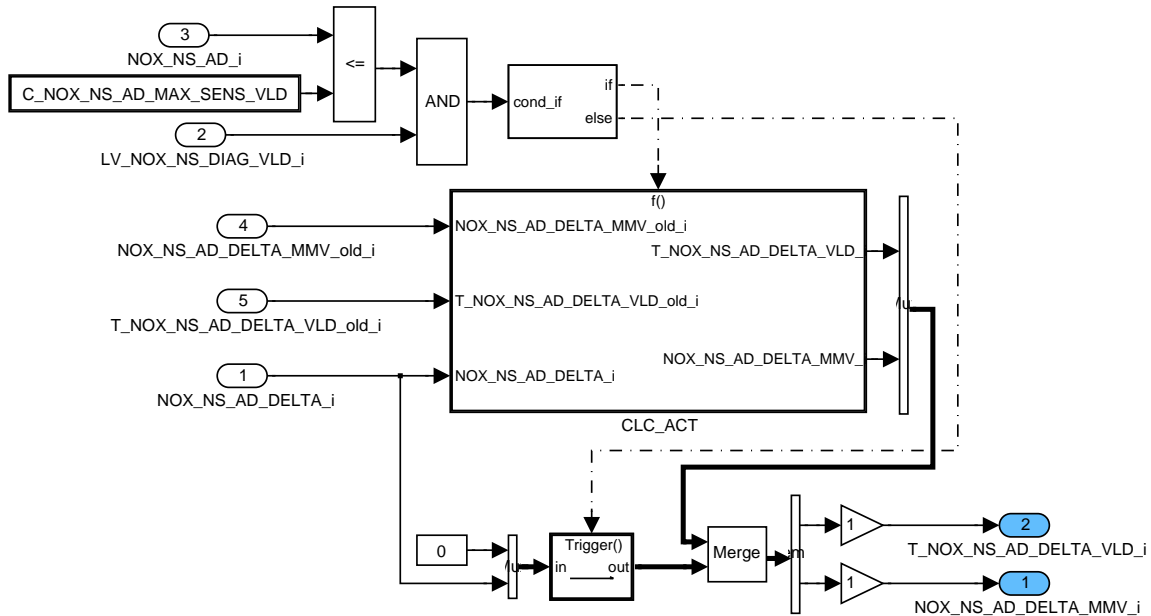 3
NOX_NS_AD_i
<=
C_NOX_NS_AD_MAX_SENS_VLD
AND
2
LV_NOX_NS_DIAG_VLD_i
cond_if
if
else
f()
4
NOX_NS_AD_DELTA_MMV_old_i
NOX_NS_AD_DELTA_MMV_old_i
T_NOX_NS_AD_DELTA_VLD_
5
T_NOX_NS_AD_DELTA_VLD_old_i
T_NOX_NS_AD_DELTA_VLD_old_i
NOX_NS_AD_DELTA_MMV_
1
NOX_NS_AD_DELTA_i
NOX_NS_AD_DELTA_i
CLC_ACT
0
Trigger()
in
out
Merge
1
2
T_NOX_NS_AD_DELTA_VLD_i
1
1
NOX_NS_AD_DELTA_MMV_i